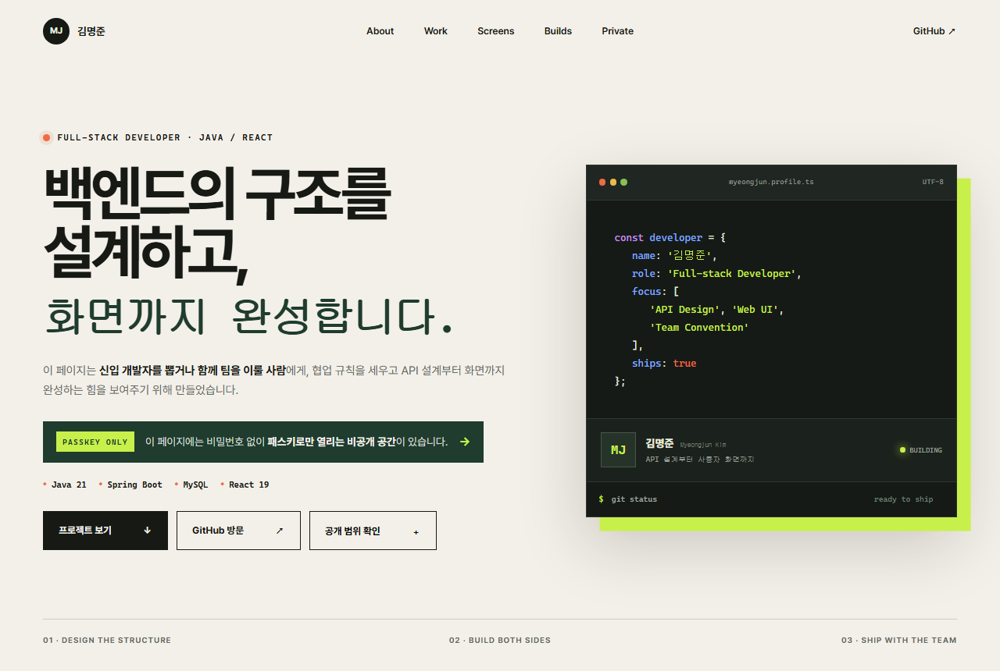 MJ 김명준 About Work Screens Builds Private GitHub ↗
FULL-STACK DEVELOPER · JAVA / REACT
백엔드의 구조를
설계하고,
화면까지 완성합니다.
이 페이지는 신입 개발자를 뽑거나 함께 팀을 이룰 사람에게, 협업 규칙을 세우고 API 설계부터 화면까지
완성하는 힘을 보여주기 위해 만들었습니다.
PASSKEY ONLY 이 페이지에는 비밀번호 없이 패스키로만 열리는 비공개 공간이 있습니다. →
Java 21 Spring Boot MySQL React 19
프로젝트 보기 ↓ GitHub 방문 ↗ 공개 범위 확인 +
myeongjun.profile.ts UTF-8
const developer = {
name: '김명준',
role: 'Full-stack Developer',
focus: [
'API Design', 'Web UI',
'Team Convention'
],
ships: true
};
MJ 김명준 Myeongjun Kim
API 설계부터 사용자 화면까지
BUILDING
$ git status ready to ship
01 · DESIGN THE STRUCTURE 02 · BUILD BOTH SIDES 03 · SHIP WITH THE TEAM